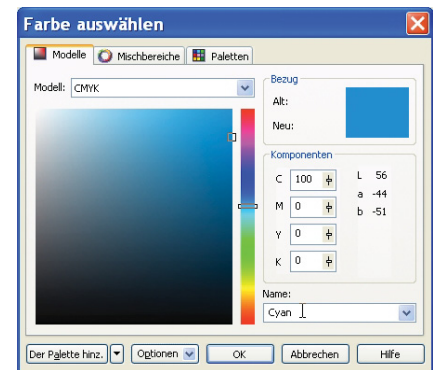 Farbe auswählen
Modelle Mischbereiche Paletten
Modell: CMYK
Bezug
Alt:
Neu:
Komponenten
C 100 L 56
M 0 a -44
Y 0 b -51
K 0
Name:
Cyan
Der Palette hinz. Optionen OK Abbrechen Hilfe